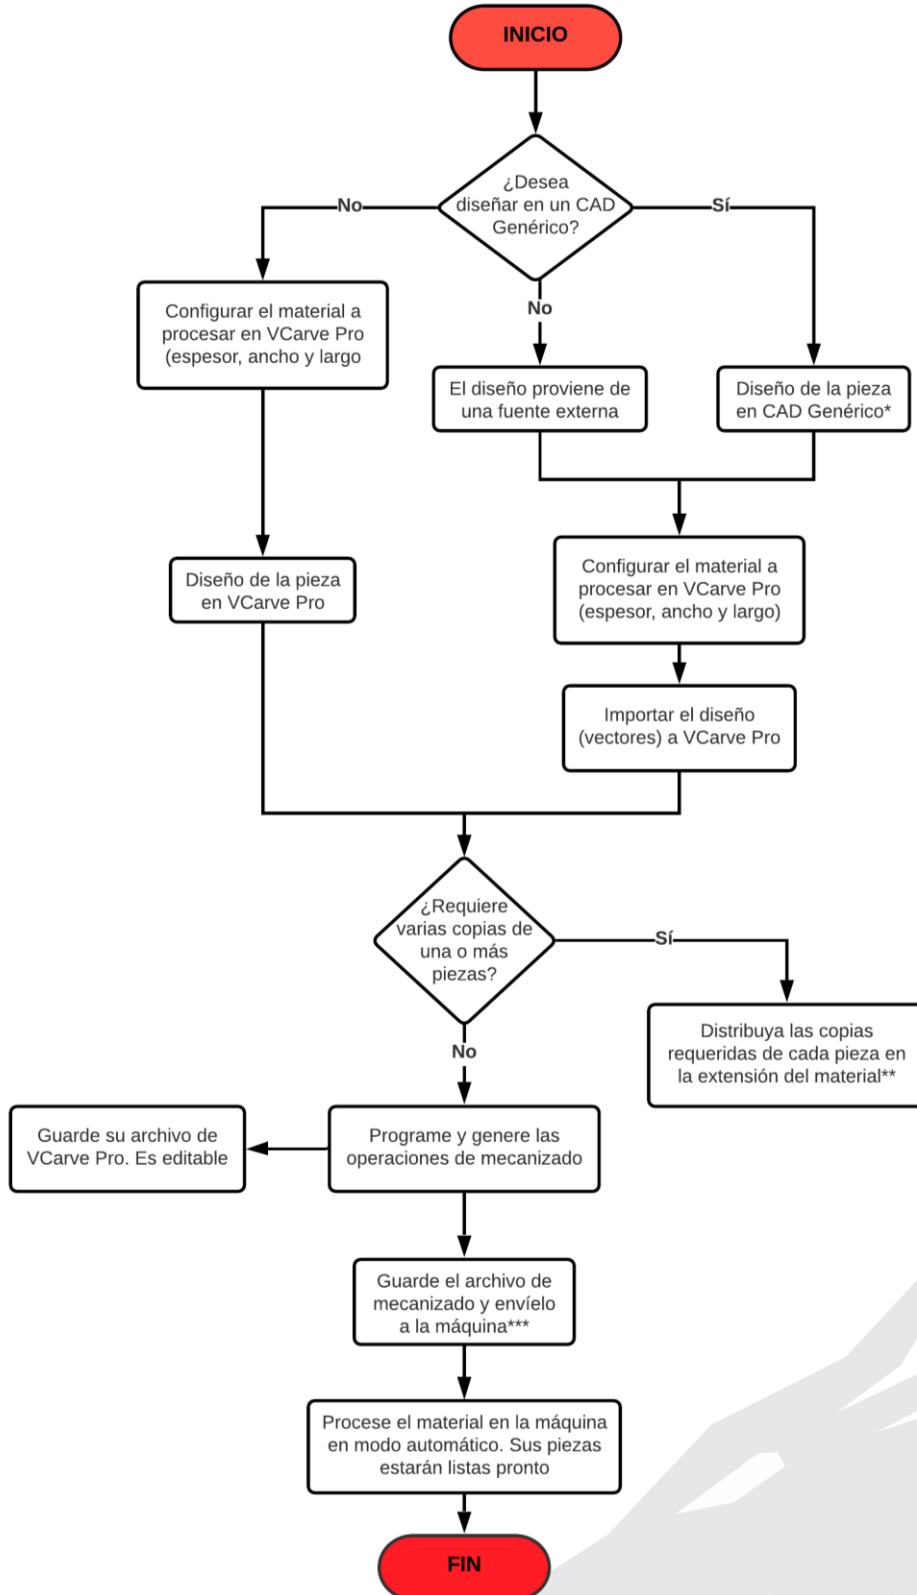 INICIO
¿Desea
diseñar en un CAD
Genérico?
No
Sí
No
Configurar el material a
procesar en VCarve Pro
(espesor, ancho y largo
El diseño proviene de
una fuente externa
Diseño de la pieza
en CAD Genérico*
Configurar el material a
procesar en VCarve Pro
(espesor, ancho y largo)
Diseño de la pieza
en VCarve Pro
Importar el diseño
(vectores) a VCarve Pro
¿Requiere
varias copias de
una o más
piezas?
Sí
No
Distribuya las copias
requeridas de cada pieza en
la extensión del material**
Guarde su archivo de
VCarve Pro. Es editable
Programe y genere las
operaciones de mecanizado
Guarde el archivo de
mecanizado y envíelo
a la máquina***
Procese el material en la máquina
en modo automático. Sus piezas
estarán listas pronto
FIN